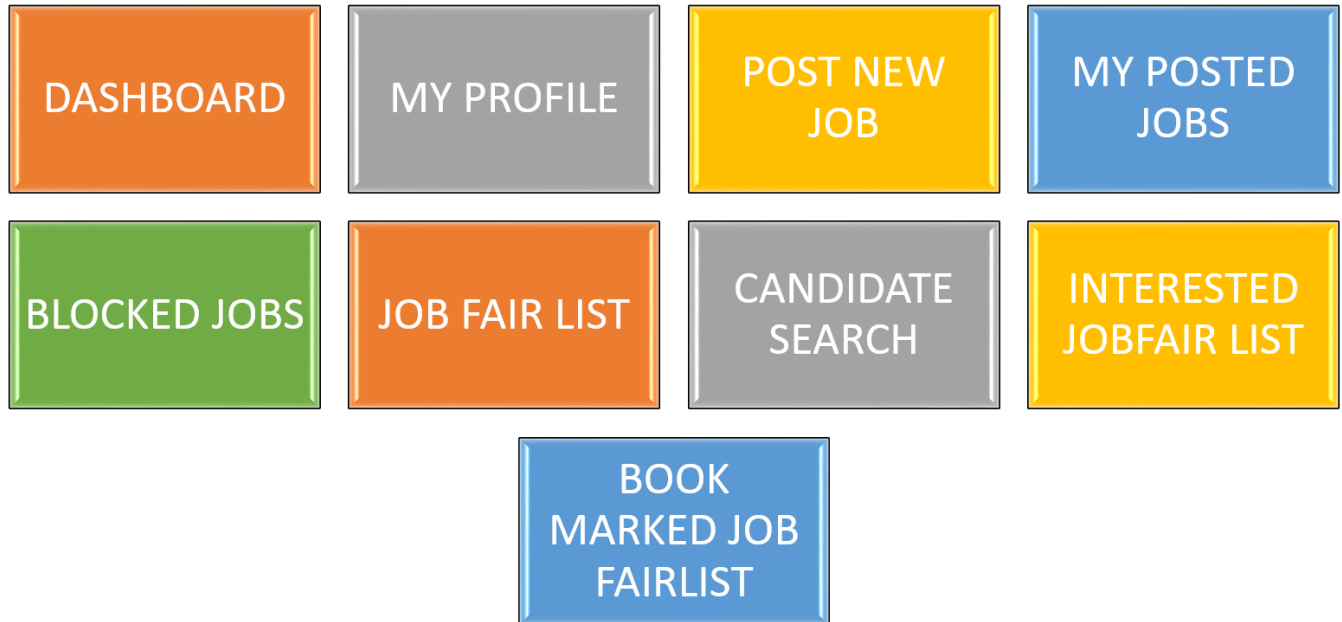 DASHBOARD
MY PROFILE
POST NEW
JOB
MY POSTED
JOBS
BLOCKED JOBS
JOB FAIR LIST
CANDIDATE
SEARCH
INTERESTED
JOBFAIR LIST
BOOK
MARKED JOB
FAIRLIST